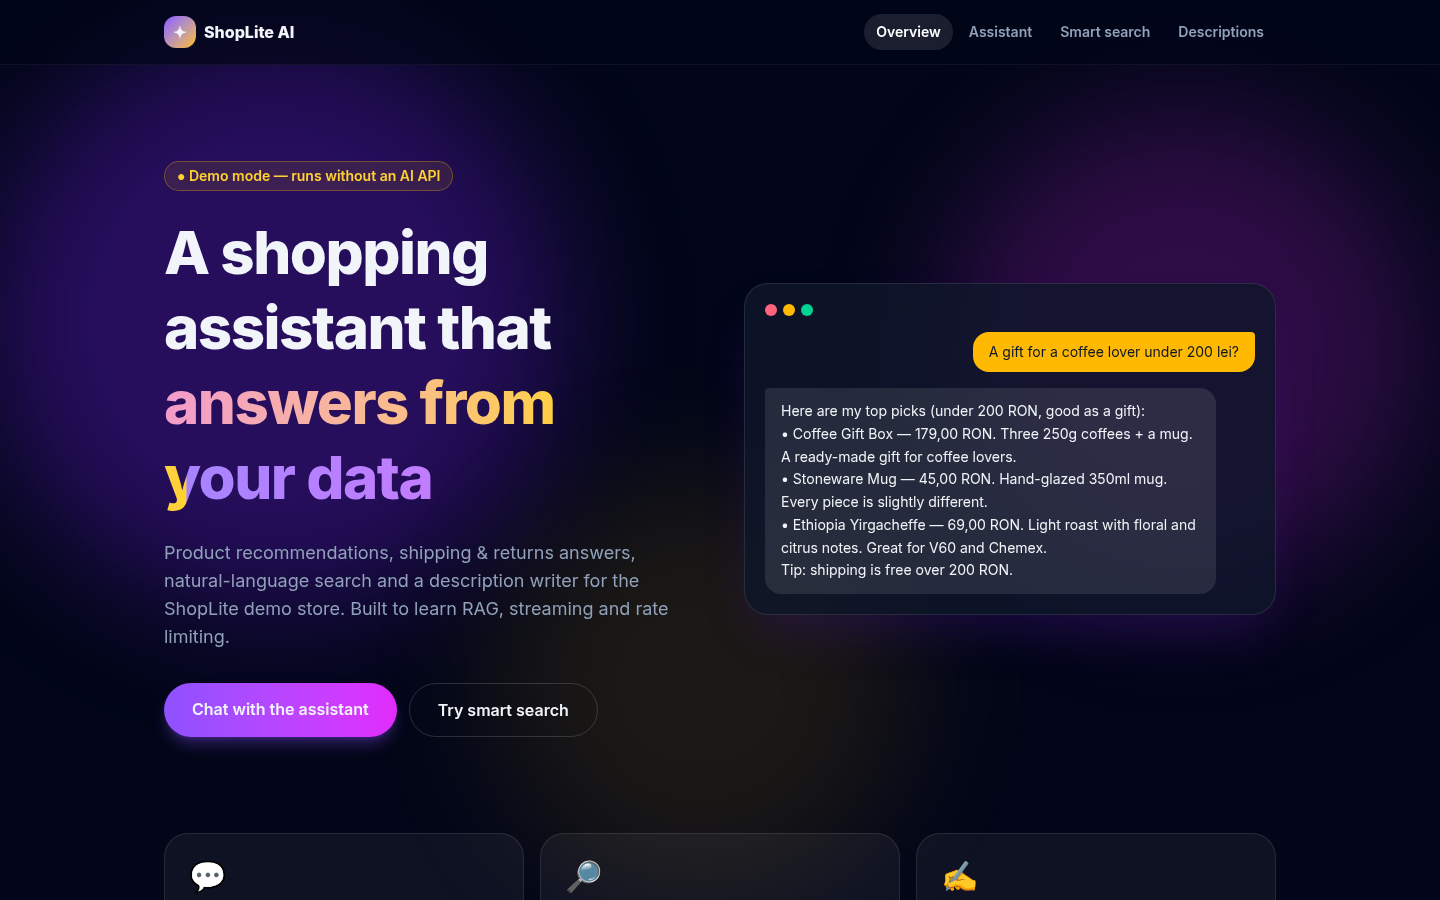 ShopLite AI
Overview
Assistant
Smart search
Descriptions
● Demo mode — runs without an AI API
A shopping
assistant that
answers from
your data
Product recommendations, shipping & returns answers,
natural-language search and a description writer for the
ShopLite demo store. Built to learn RAG, streaming and rate
limiting.
Chat with the assistant
Try smart search
A gift for a coffee lover under 200 lei?
Here are my top picks (under 200 RON, good as a gift):
• Coffee Gift Box — 179,00 RON. Three 250g coffees + a mug.
A ready-made gift for coffee lovers.
• Stoneware Mug — 45,00 RON. Hand-glazed 350ml mug.
Every piece is slightly different.
• Ethiopia Yirgacheffe — 69,00 RON. Light roast with floral and
citrus notes. Great for V60 and Chemex.
Tip: shipping is free over 200 RON.